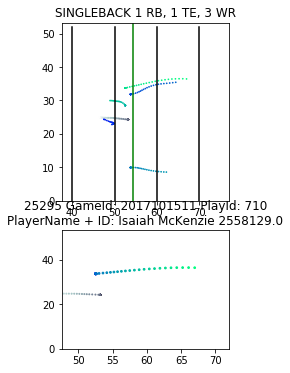 SINGLEBACK 1 RB, 1 TE, 3 WR
50
40
30
20
10
0
40 50 60 70
25295 GameId: 2017101511 PlayId: 710
PlayerName + ID: Isaiah McKenzie 2558129.0
40
20
0
50 55 60 65 70